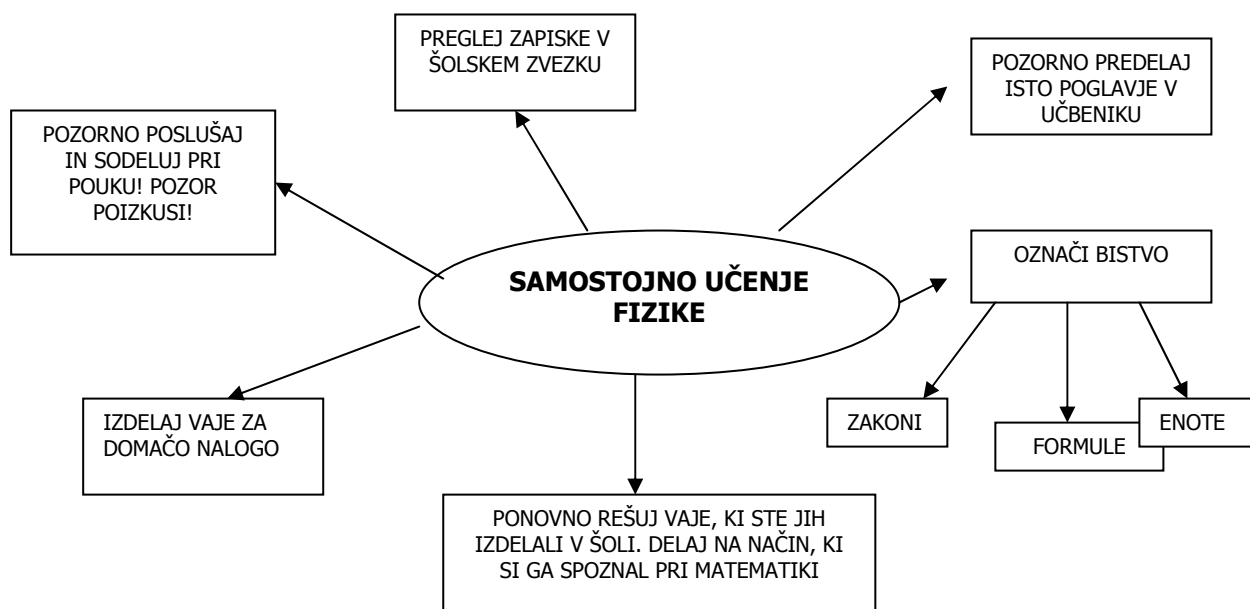 PREGLEJ ZAPISKE V
ŠOLSKEM ZVEZKU
POZORNO PREDELAJ
ISTO POGLAVJE V
UČBENIKU
POZORNO POSLUŠAJ
IN SODELUJ PRI
POUKU! POZOR
POIZKUSI!
SAMOSTOJNO UČENJE
FIZIKE
OZNAČI BISTVO
IZDELAJ VAJE ZA
DOMAČO NALOGO
ZAKONI
FORMULE
ENOTE
PONOVNO REŠUJ VAJE, KI STE JIH
IZDELALI V ŠOLI. DELAJ NA NAČIN, KI
SI GA SPOZNAL PRI MATEMATIKI